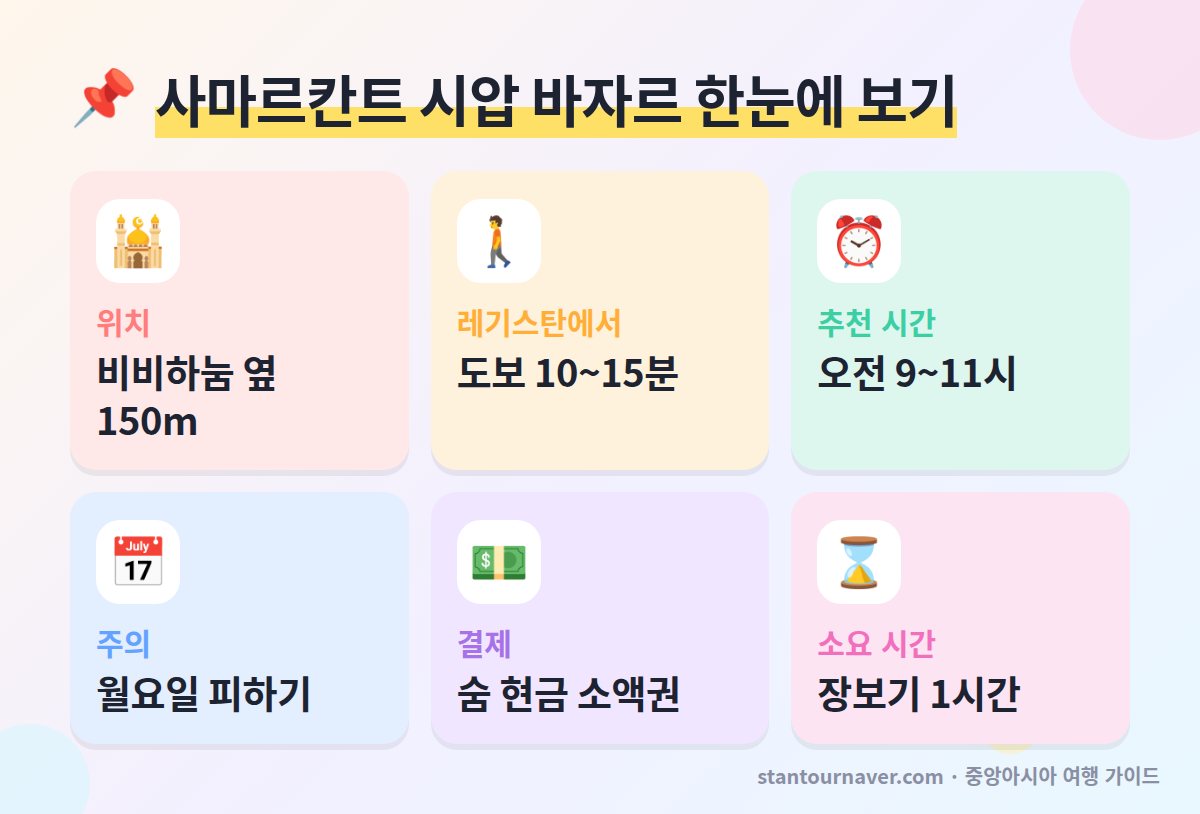 사마르칸트 시압 바자르 한눈에 보기
위치
비비하눔 옆
150m
레기스탄에서
도보 10~15분
추천 시간
오전 9~11시
July
17
주의
월요일 피하기
결제
숨 현금 소액권
소요 시간
장보기 1시간
stantournaver.com · 중앙아시아 여행 가이드